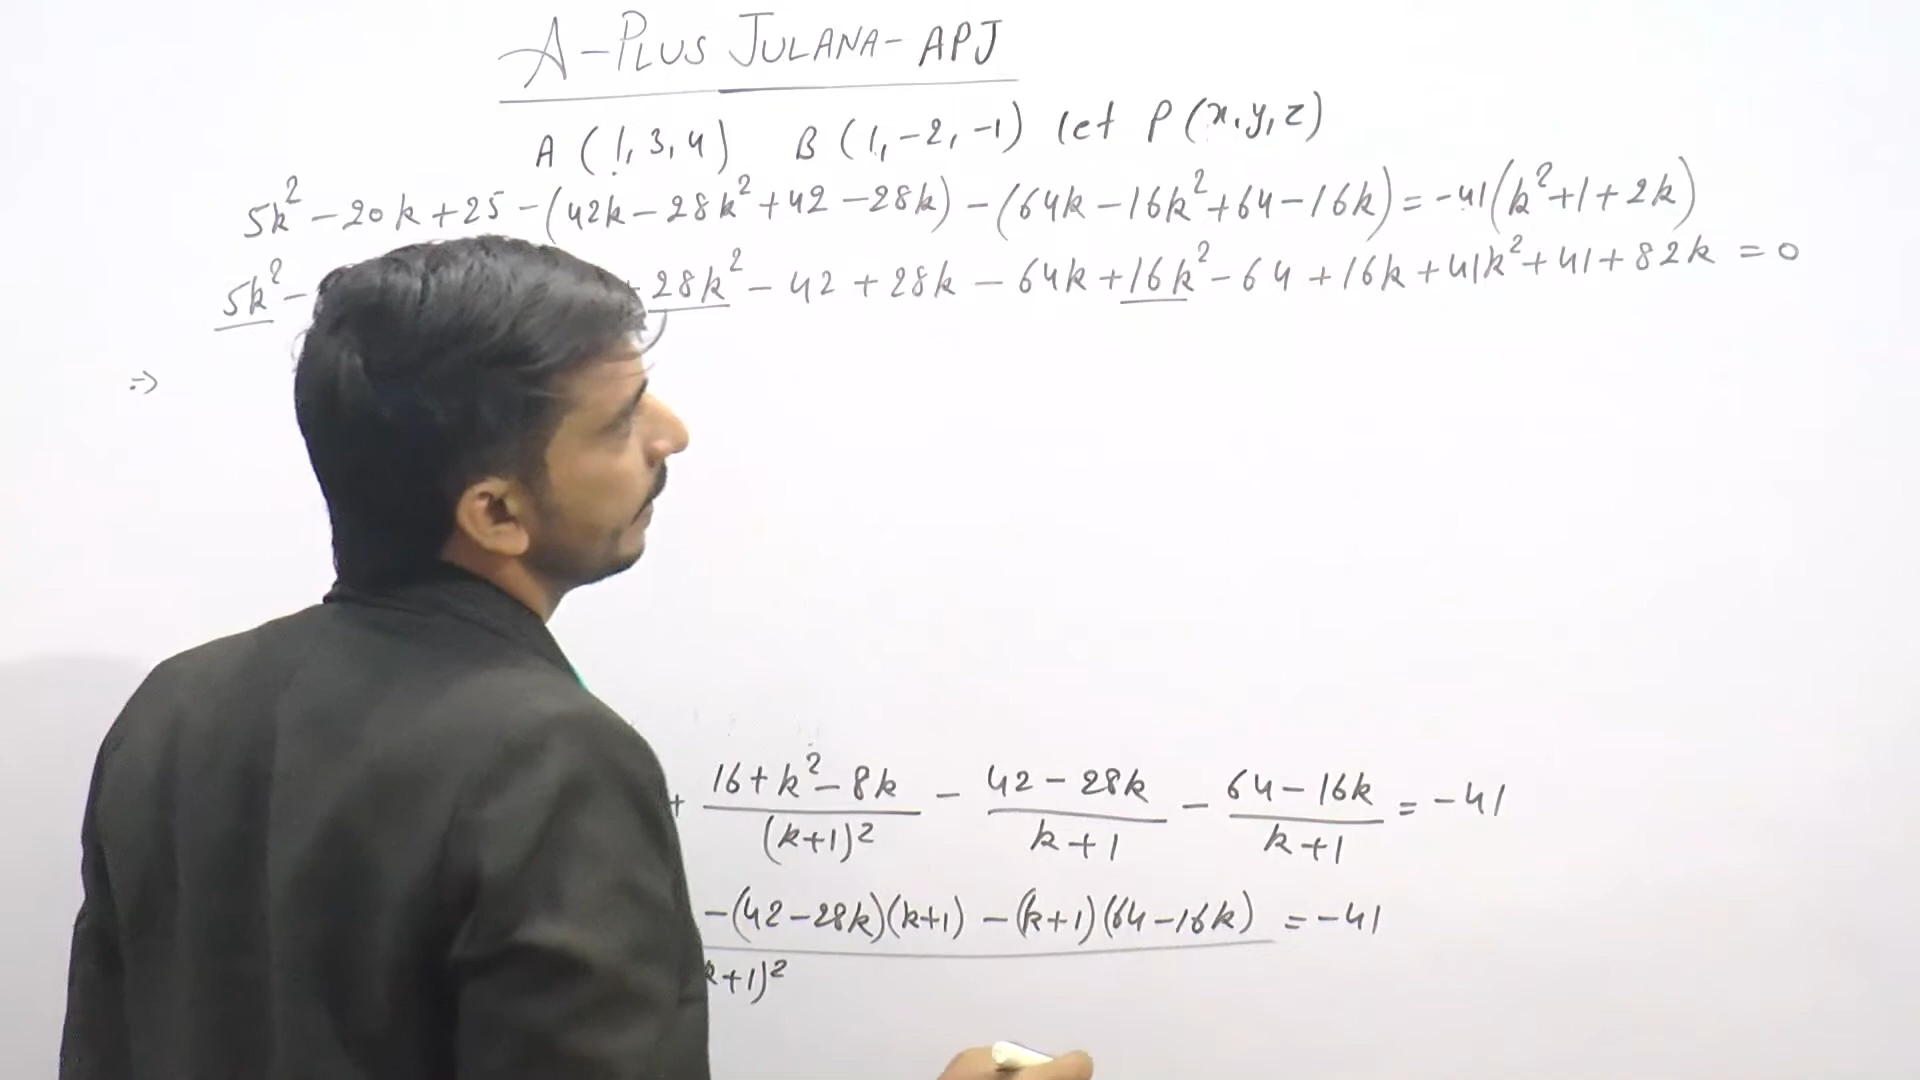 A-PLUS JULANA-APJ
A (1,3,4) B (1,-2,-1) let P(x,y,z)
5k²-20k+25-(42k-28k²+42-28k)-(64k-16k²+64-16k)=-41(k²+1+2k)
5k²- +28k²-42+28k-64k+16k²-64+16k+41k²+41+82k=0
=>
+ (16+k²-8k)/(k+1)² - (42-28k)/(k+1) - (64-16k)/(k+1) = -41
-(42-28k)(k+1)-(k+1)(64-16k) = -41
k+1)²